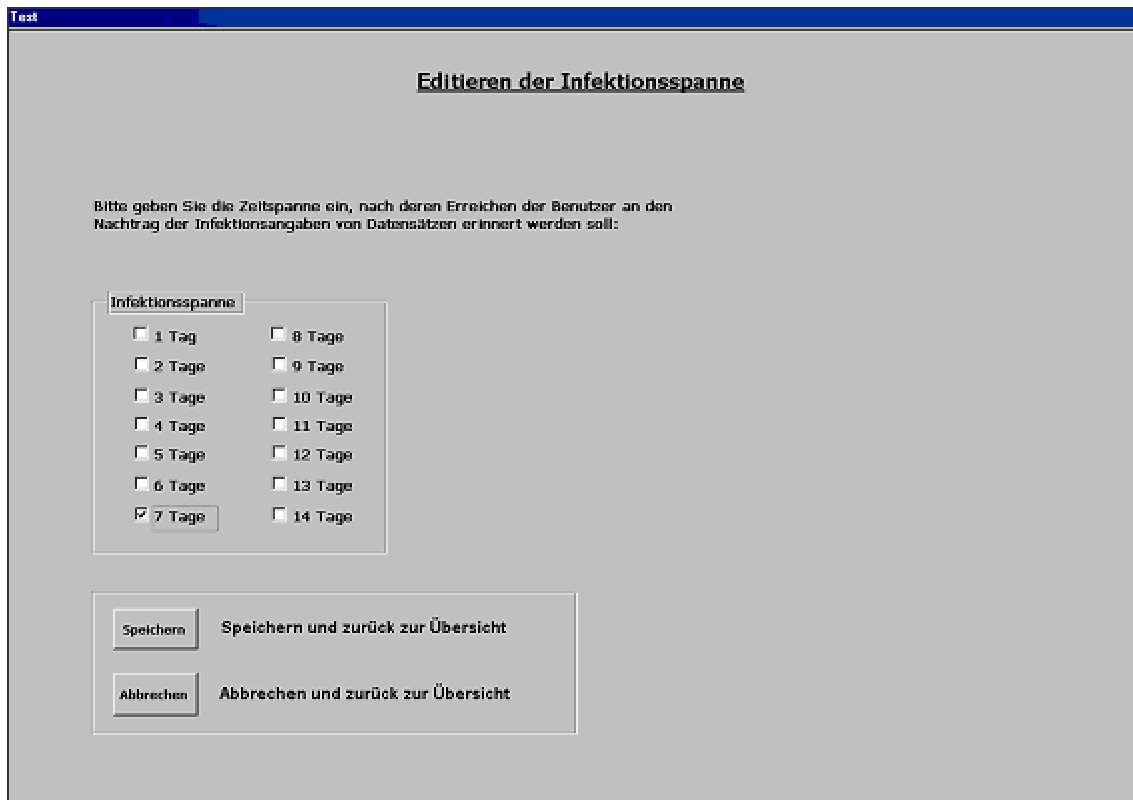 Test
Editieren der Infektionsspanne
Bitte geben Sie die Zeitspanne ein, nach deren Erreichen der Benutzer an den
Nachtrag der Infektionsangaben von Datensätzen erinnert werden soll:
Infektionsspanne
1 Tag
2 Tage
3 Tage
4 Tage
5 Tage
6 Tage
7 Tage
8 Tage
9 Tage
10 Tage
11 Tage
12 Tage
13 Tage
14 Tage
Speichern
Speichern und zurück zur Übersicht
Abbrechen
Abbrechen und zurück zur Übersicht